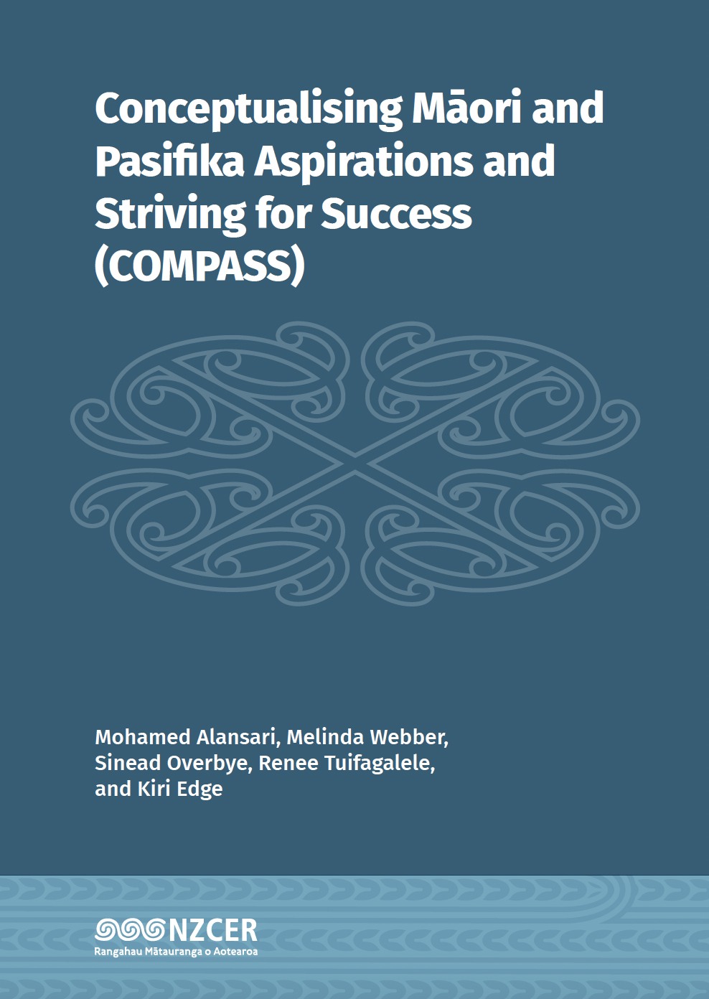 Conceptualising Māori and
Pasifika Aspirations and
Striving for Success
(COMPASS)
Mohamed Alansari, Melinda Webber,
Sinead Overbye, Renee Tuifagalele,
and Kiri Edge
NZCER
Rangahau Mātauranga o Aotearoa